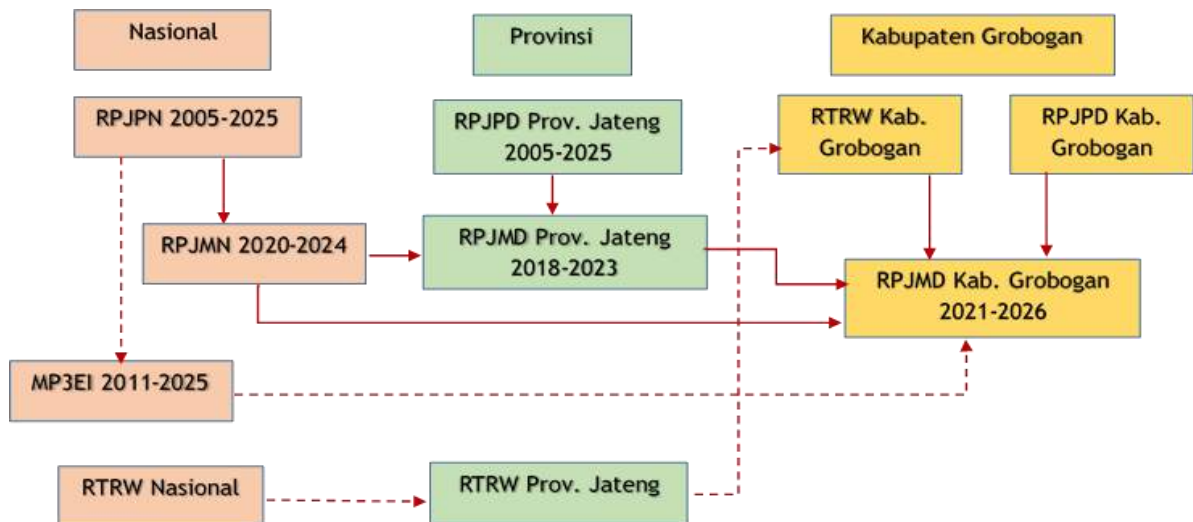 Nasional
Provinsi
Kabupaten Grobogan
RPJPN 2005-2025
RPJPD Prov. Jateng
2005-2025
RTRW Kab.
Grobogan
RPJPD Kab.
Grobogan
RPJMN 2020-2024
RPJMD Prov. Jateng
2018-2023
RPJMD Kab. Grobogan
2021-2026
MP3EI 2011-2025
RTRW Nasional
RTRW Prov. Jateng